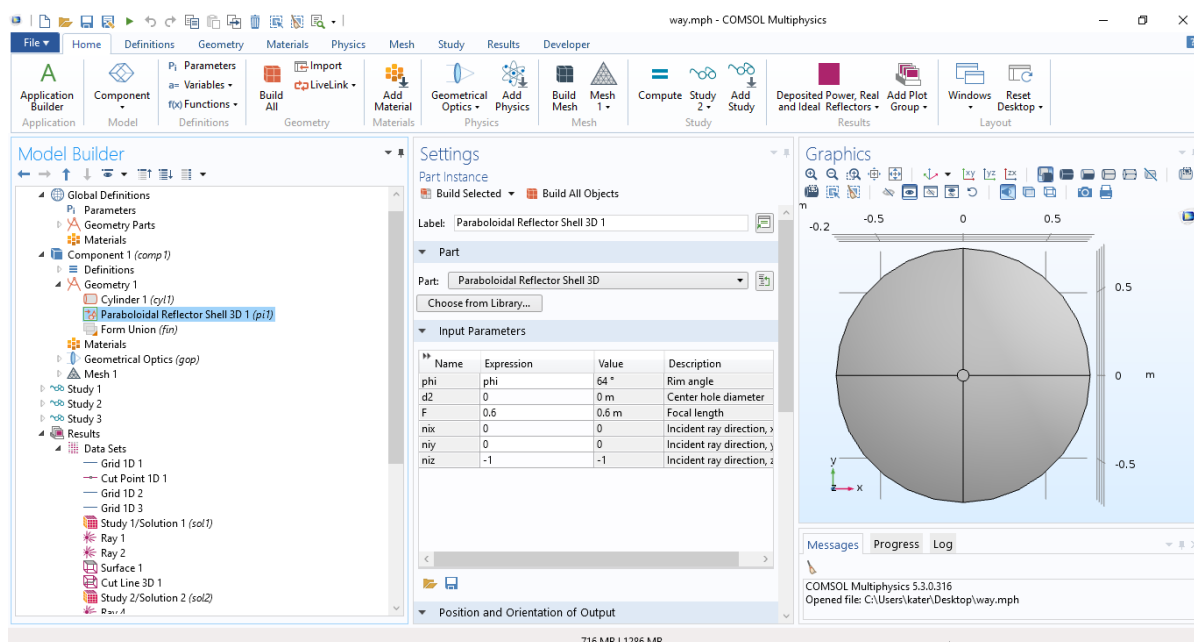 way.mph - COMSOL Multiphysics
File Home Definitions Geometry Materials Physics Mesh Study Results Developer
Pi Parameters
a= Variables
f(x) Functions
Import
LiveLink
Application Builder
Component
Build All
Add Material
Geometrical Optics
Add Physics
Build Mesh
Mesh 1
Compute
Study 2
Add Study
Deposited Power, Real and Ideal Reflectors
Add Plot Group
Windows
Reset Desktop
Application Model Definitions Geometry Materials Physics Mesh Study Results Layout
Model Builder
Global Definitions
Pi Parameters
Geometry Parts
Materials
Component 1 (comp1)
Definitions
Geometry 1
Cylinder 1 (cyl1)
Paraboloidal Reflector Shell 3D 1 (pi1)
Form Union (fin)
Materials
Geometrical Optics (gop)
Mesh 1
Study 1
Study 2
Study 3
Results
Data Sets
Grid 1D 1
Cut Point 1D 1
Grid 1D 2
Grid 1D 3
Study 1/Solution 1 (sol1)
Ray 1
Ray 2
Surface 1
Cut Line 3D 1
Study 2/Solution 2 (sol2)
Ray 4
Settings
Part Instance
Build Selected Build All Objects
Label: Paraboloidal Reflector Shell 3D 1
Part
Part: Paraboloidal Reflector Shell 3D
Choose from Library...
Input Parameters
Name Expression Value Description
phi phi 64 ° Rim angle
d2 0 0 m Center hole diameter
F 0.6 0.6 m Focal length
nix 0 0 Incident ray direction, x
niy 0 0 Incident ray direction, y
niz -1 -1 Incident ray direction, z
Position and Orientation of Output
Graphics
xy yz zx
m
-0.2 -0.5 0 0.5
0.5
0 m
-0.5
y
z x
Messages Progress Log
COMSOL Multiphysics 5.3.0.316
Opened file: C:\Users\kater\Desktop\way.mph
716 MB | 1286 MB